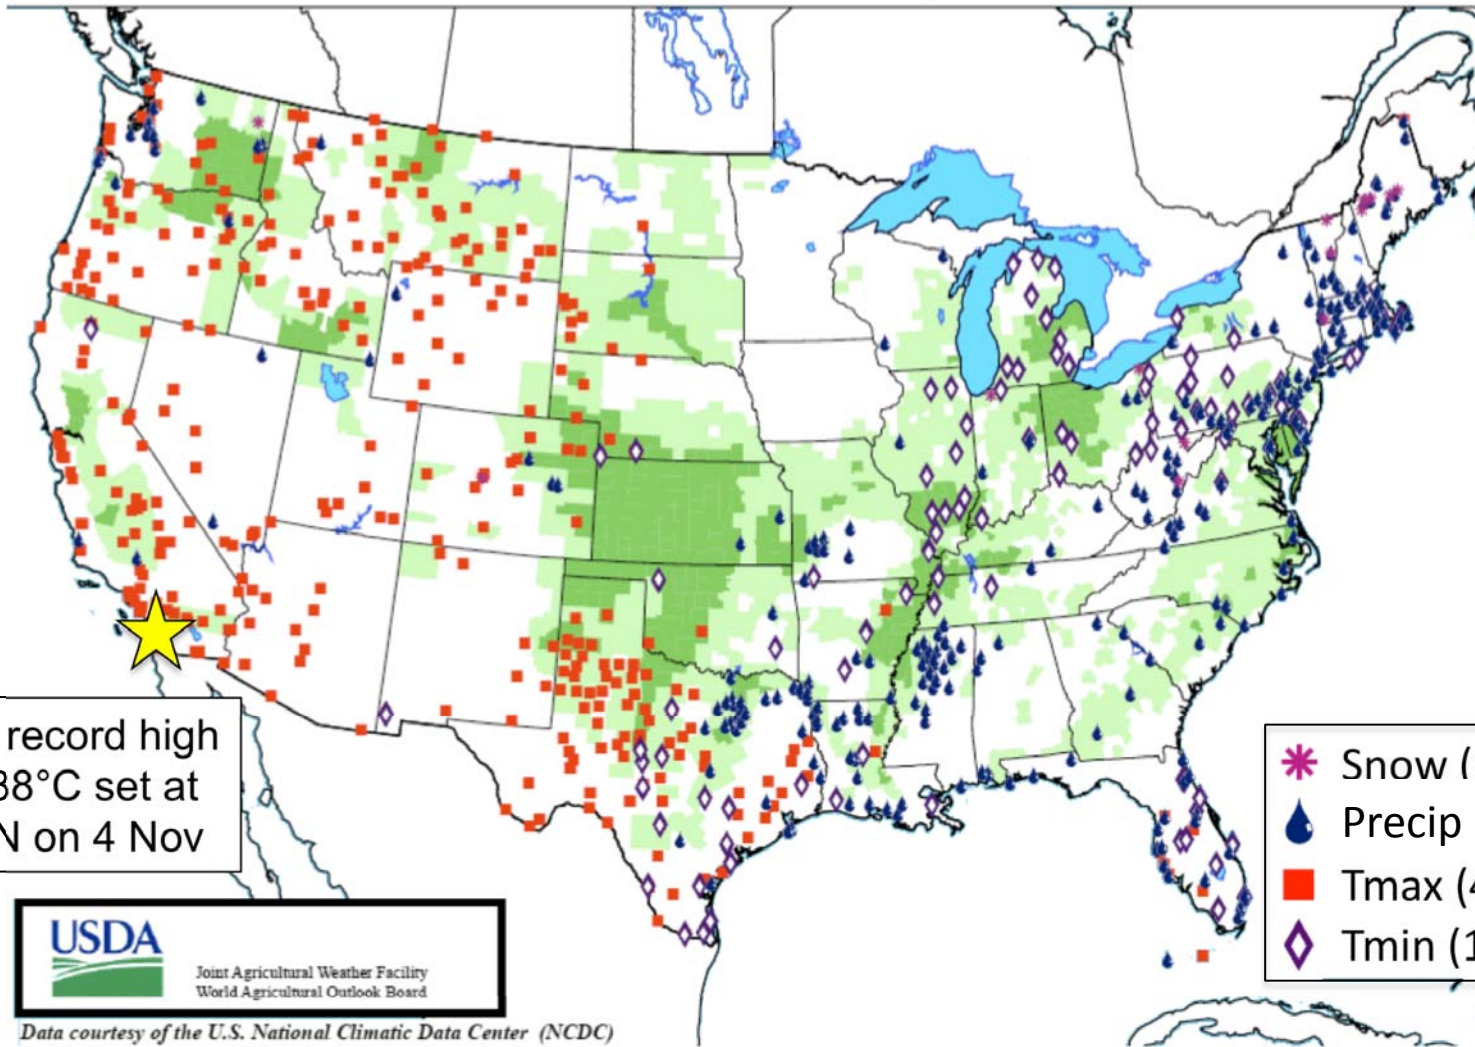 record high
38°C set at
N on 4 Nov
Snow (
Precip
Tmax (4
Tmin (1
USDA
Joint Agricultural Weather Facility
World Agricultural Outlook Board
Data courtesy of the U.S. National Climatic Data Center (NCDC)